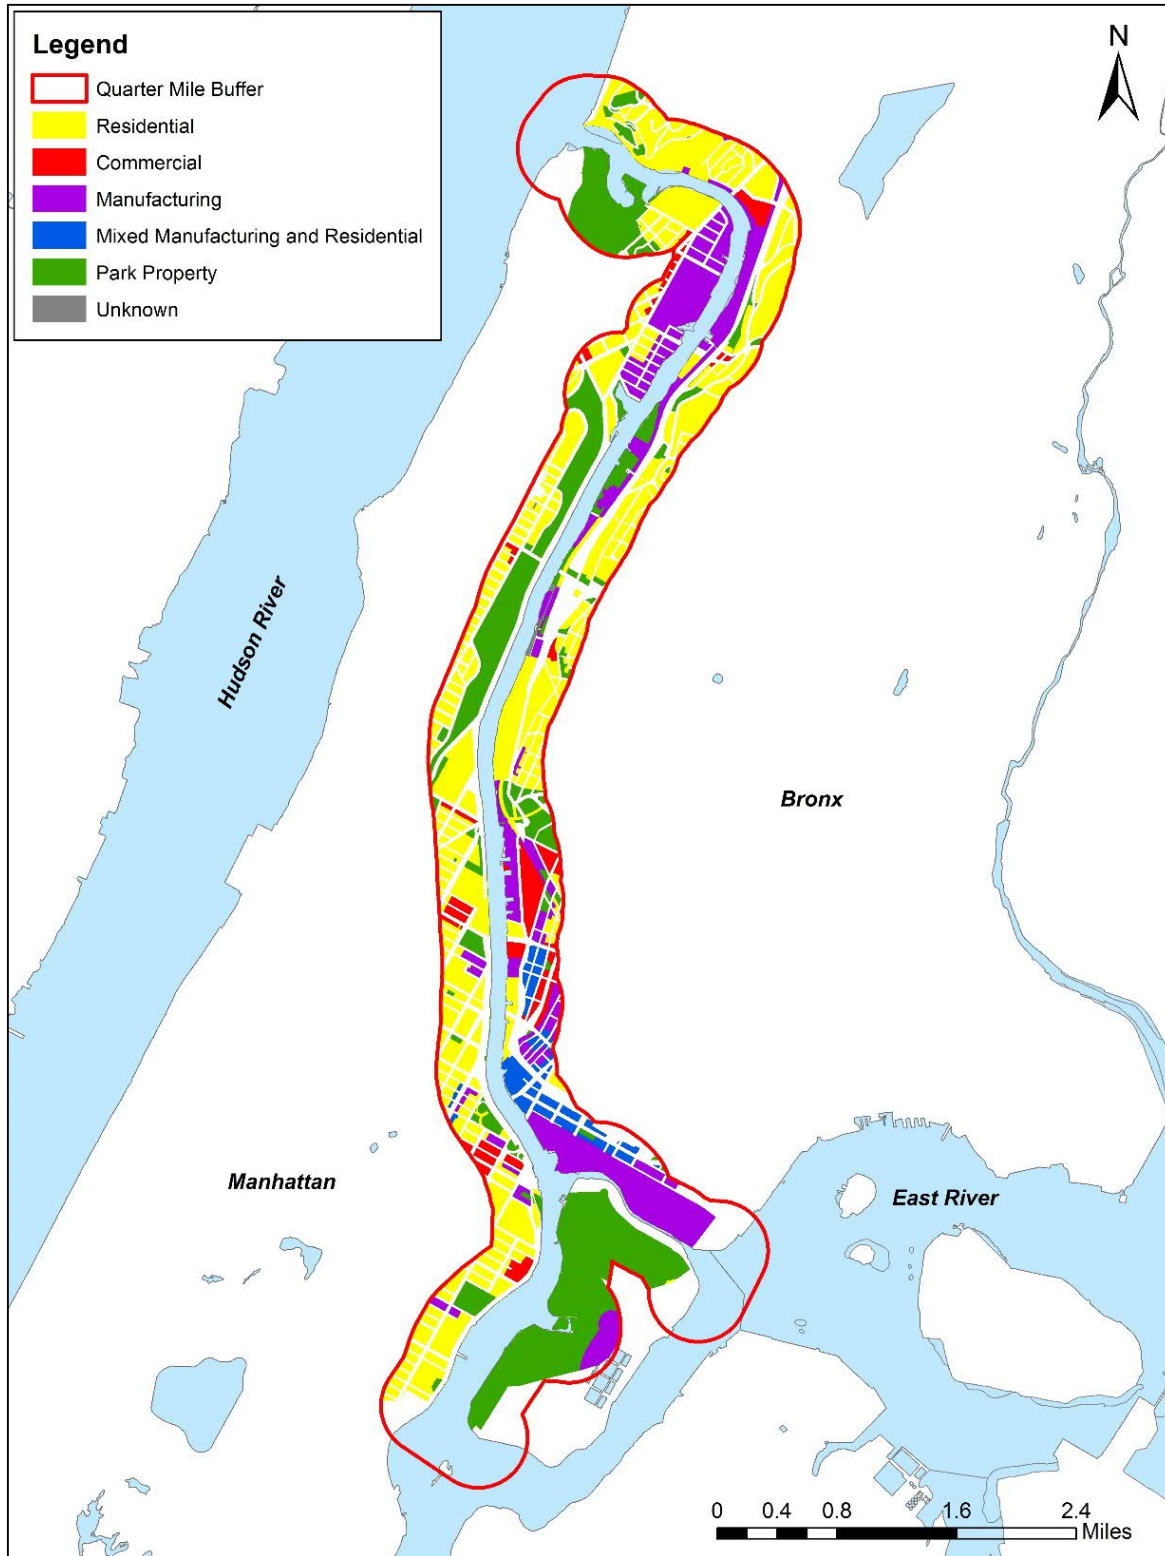 Legend
Quarter Mile Buffer
Residential
Commercial
Manufacturing
Mixed Manufacturing and Residential
Park Property
Unknown
N
Hudson River
Bronx
Manhattan
East River
0 0.4 0.8 1.6 2.4
Miles